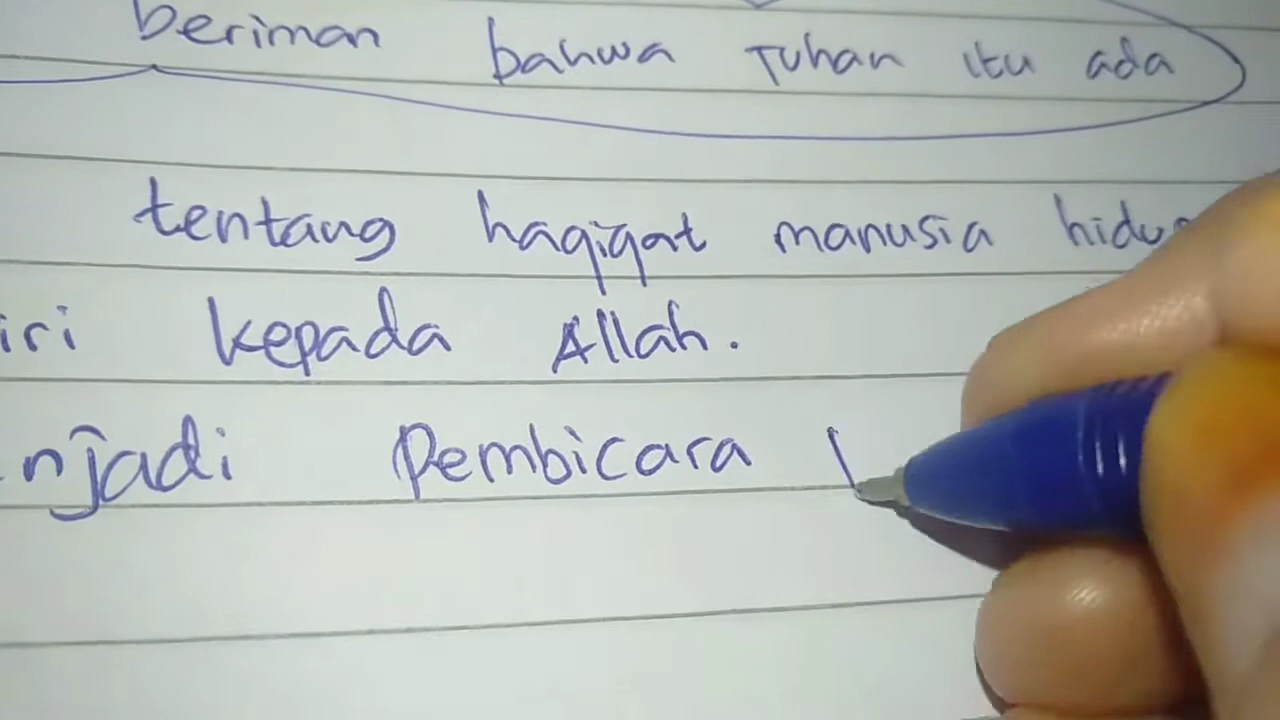 beriman bahwa Tuhan itu ada
tentang haqiqat manusia
kepada Allah.
Pembicara